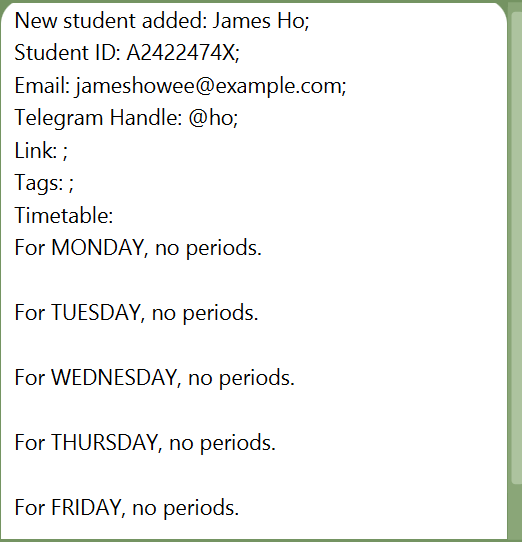 New student added: James Ho;
Student ID: A2422474X;
Email: jameshowee@example.com;
Telegram Handle: @ho;
Link: ;
Tags: ;
Timetable:
For MONDAY, no periods.
For TUESDAY, no periods.
For WEDNESDAY, no periods.
For THURSDAY, no periods.
For FRIDAY, no periods.